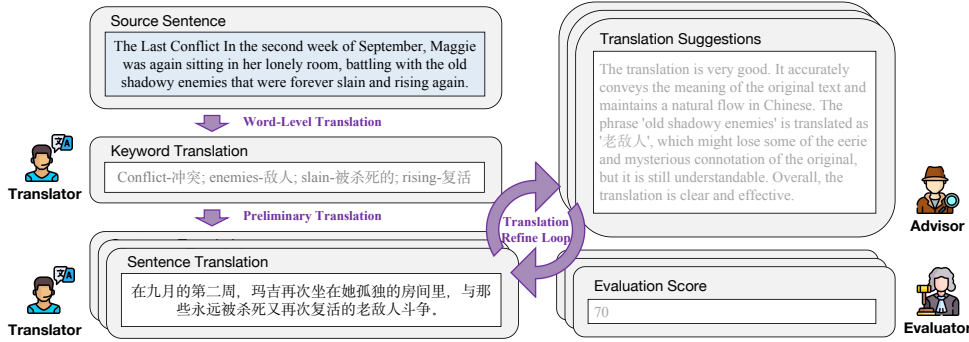 Source Sentence
The Last Conflict In the second week of September, Maggie
was again sitting in her lonely room, battling with the old
shadowy enemies that were forever slain and rising again.
Word-Level Translation
Translator
Keyword Translation
Conflict-冲突; enemies-敌人; slain-被杀死的; rising-复活
Preliminary Translation
Translator
Sentence Translation
在九月的第二周，玛吉再次坐在她孤独的房间里，与那
些永远被杀死又再次复活的老敌人斗争。
Translation
Refine Loop
Translation Suggestions
The translation is very good. It accurately
conveys the meaning of the original text and
maintains a natural flow in Chinese. The
phrase 'old shadowy enemies' is translated as
'老敌人', which might lose some of the eerie
and mysterious connotation of the original,
but it is still understandable. Overall, the
translation is clear and effective.
Advisor
Evaluation Score
70
Evaluator